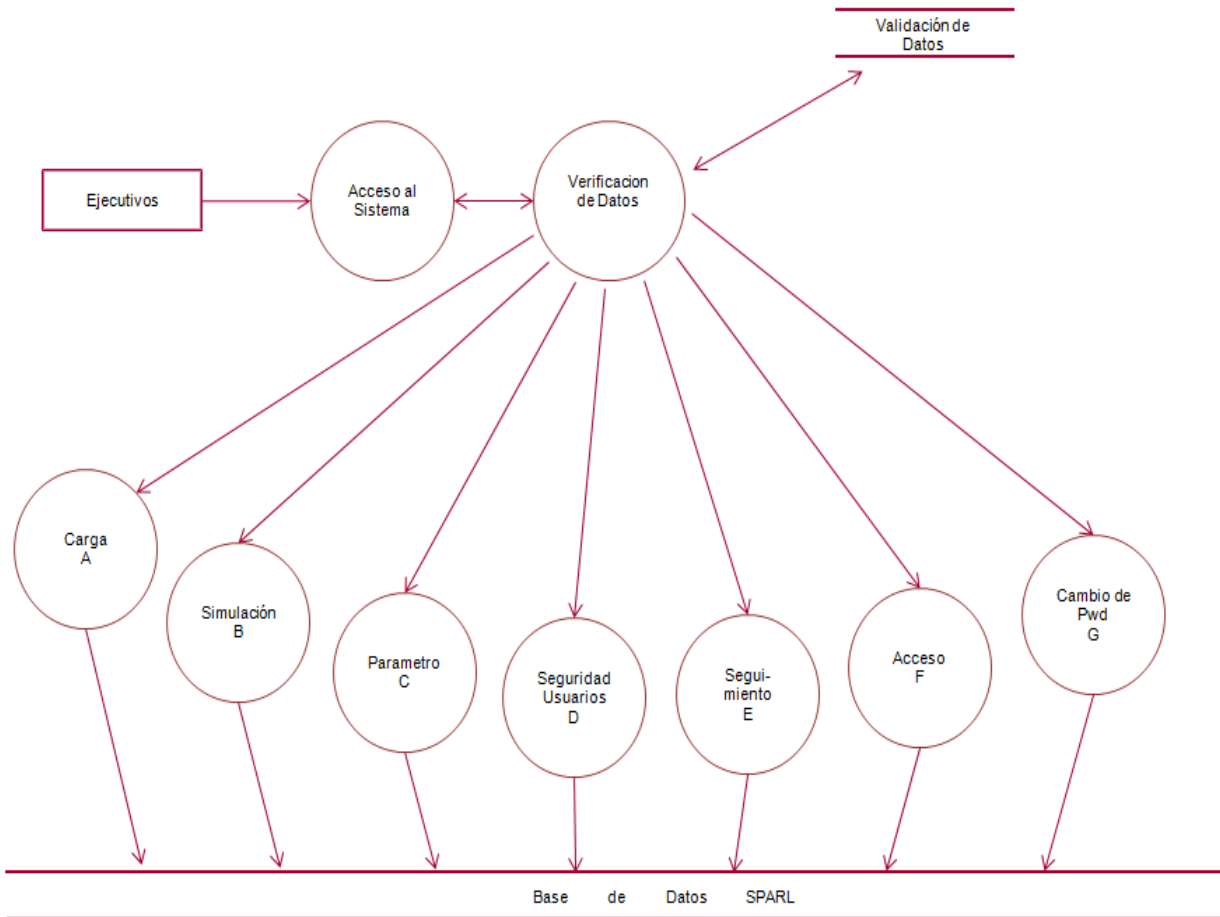 Validación de
Datos
Ejecutivos
Acceso al
Sistema
Verificacion
de Datos
Carga
A
Simulación
B
Parametro
C
Seguridad
Usuarios
D
Segui-
miento
E
Acceso
F
Cambio de
Pwd
G
Base de Datos SPARL